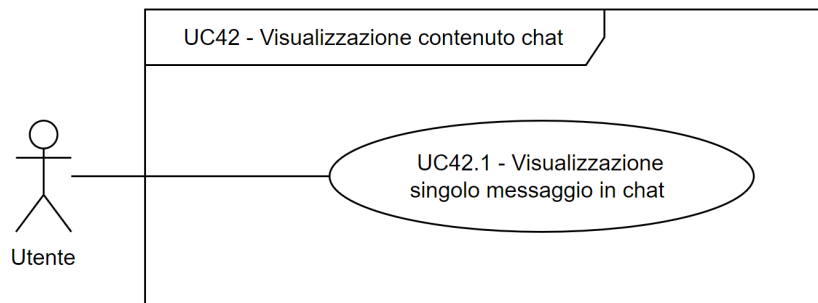 UC42 - Visualizzazione contenuto chat
UC42.1 - Visualizzazione
singolo messaggio in chat
Utente